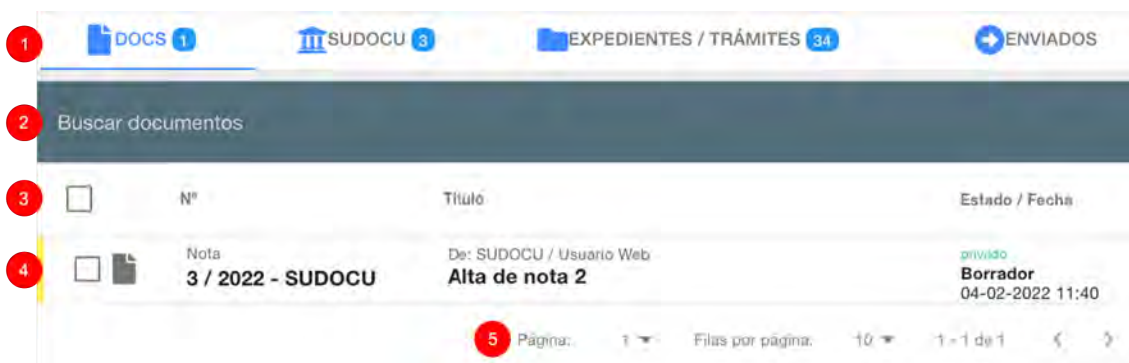 1 DOCS 1 SUDOCU 3 EXPEDIENTES / TRÁMITES 34 ENVIADOS
2 Buscar documentos
3 Nº Título Estado / Fecha
Nota De: SUDOCU / Usuario Web privado
4 3 / 2022 - SUDOCU Alta de nota 2 Borrador
04-02-2022 11:40
5 Página: 1 Filas por página: 10 1 - 1 de 1